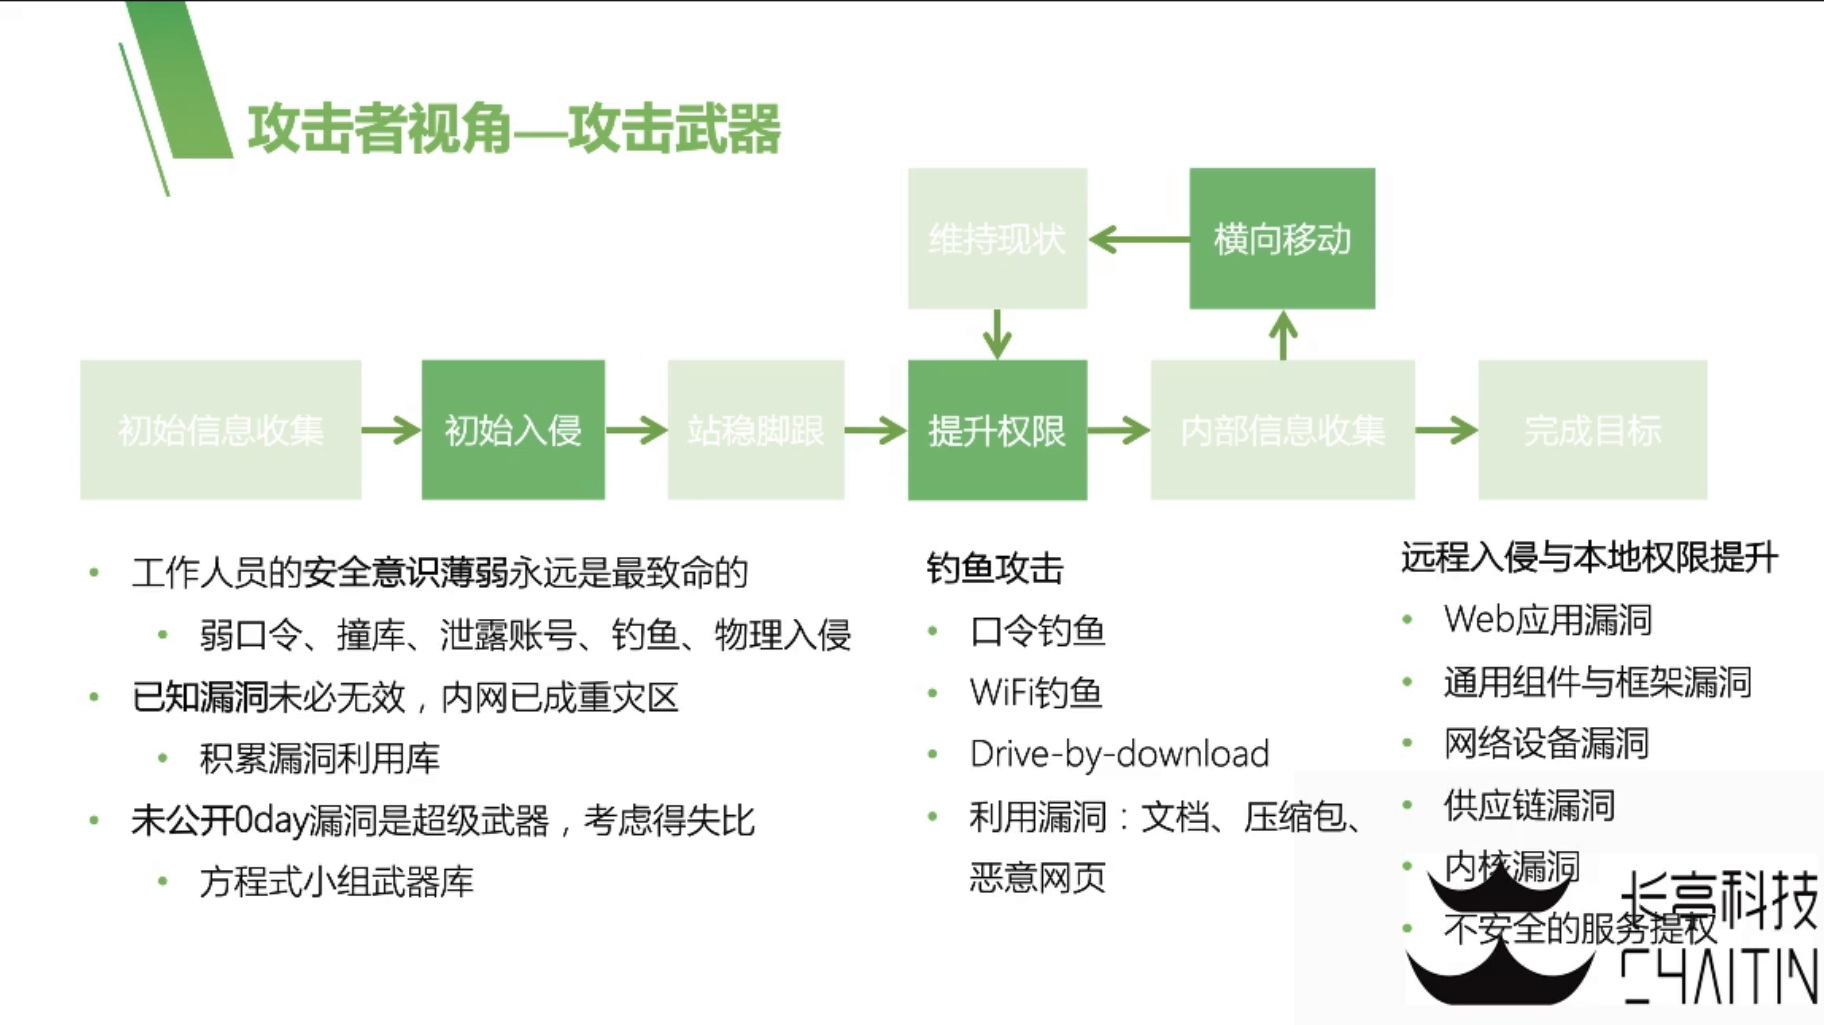 攻击者视角—攻击武器
维持现状
横向移动
初始信息收集
初始入侵
站稳脚跟
提升权限
内部信息收集
完成目标
• 工作人员的安全意识薄弱永远是最致命的
• 弱口令、撞库、泄露账号、钓鱼、物理入侵
• 已知漏洞未必无效，内网已成重灾区
• 积累漏洞利用库
• 未公开0day漏洞是超级武器，考虑得失比
• 方程式小组武器库
钓鱼攻击
• 口令钓鱼
• WiFi钓鱼
• Drive-by-download
• 利用漏洞：文档、压缩包、
恶意网页
远程入侵与本地权限提升
• Web应用漏洞
• 通用组件与框架漏洞
• 网络设备漏洞
• 供应链漏洞
• 内核漏洞
• 不安全的服务提权
长亭科技
CHAITIN